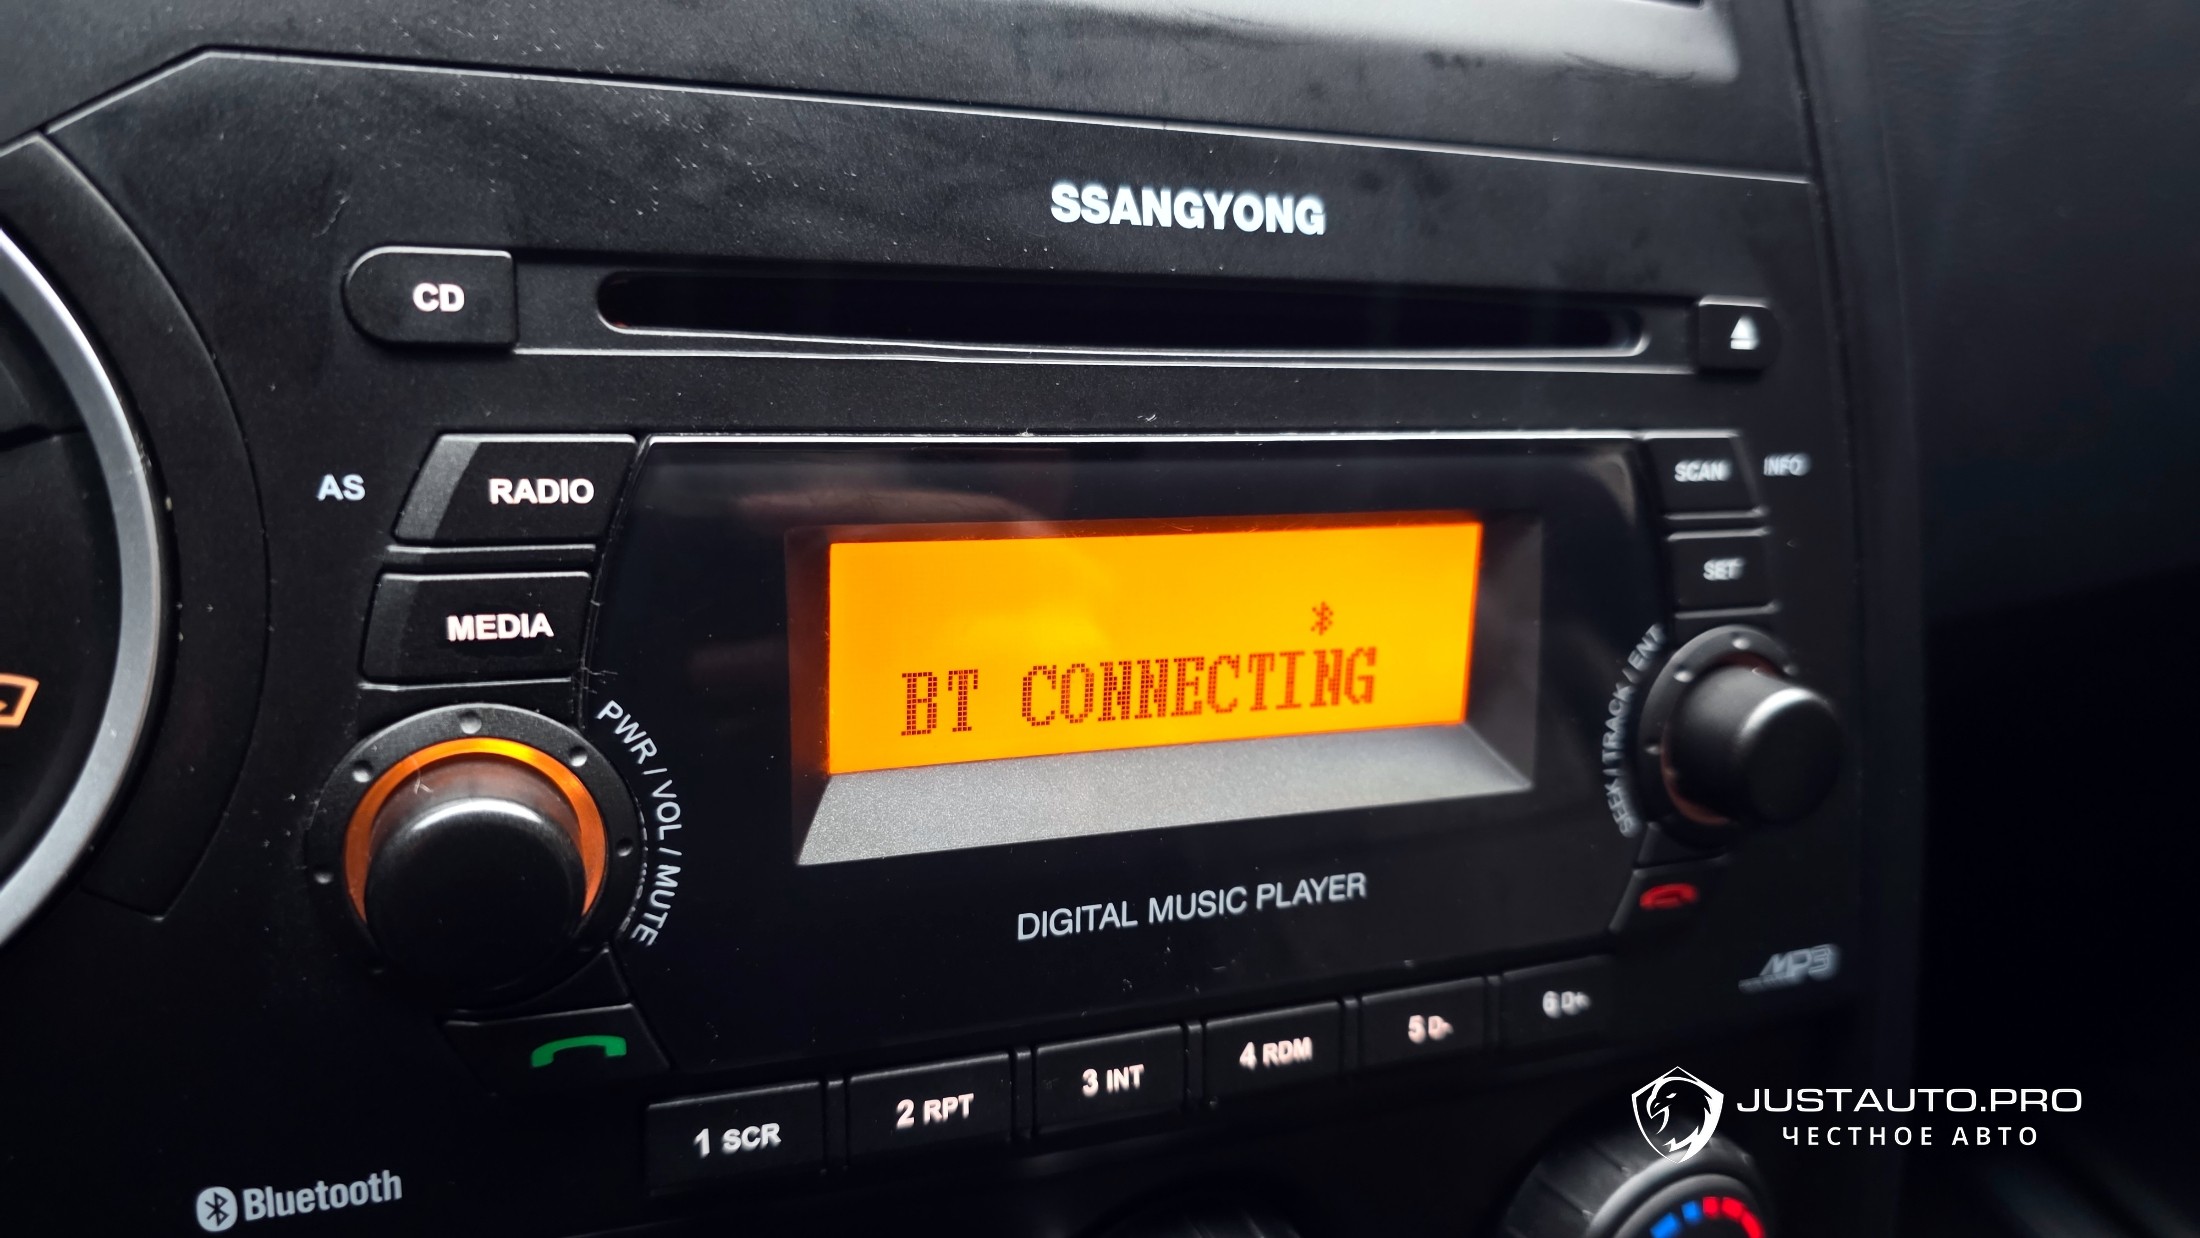 SSANGYONG
CD
AS
RADIO
SCAN
INFO
MEDIA
SET
BT CONNECTING
PWR / VOL / MUTE
SEEK / TRACK / ENT
DIGITAL MUSIC PLAYER
MP3
1 SCR
2 RPT
3 INT
4 RDM
5 D-
6 D+
Bluetooth
JUSTAUTO.PRO
ЧЕСТНОЕ АВТО